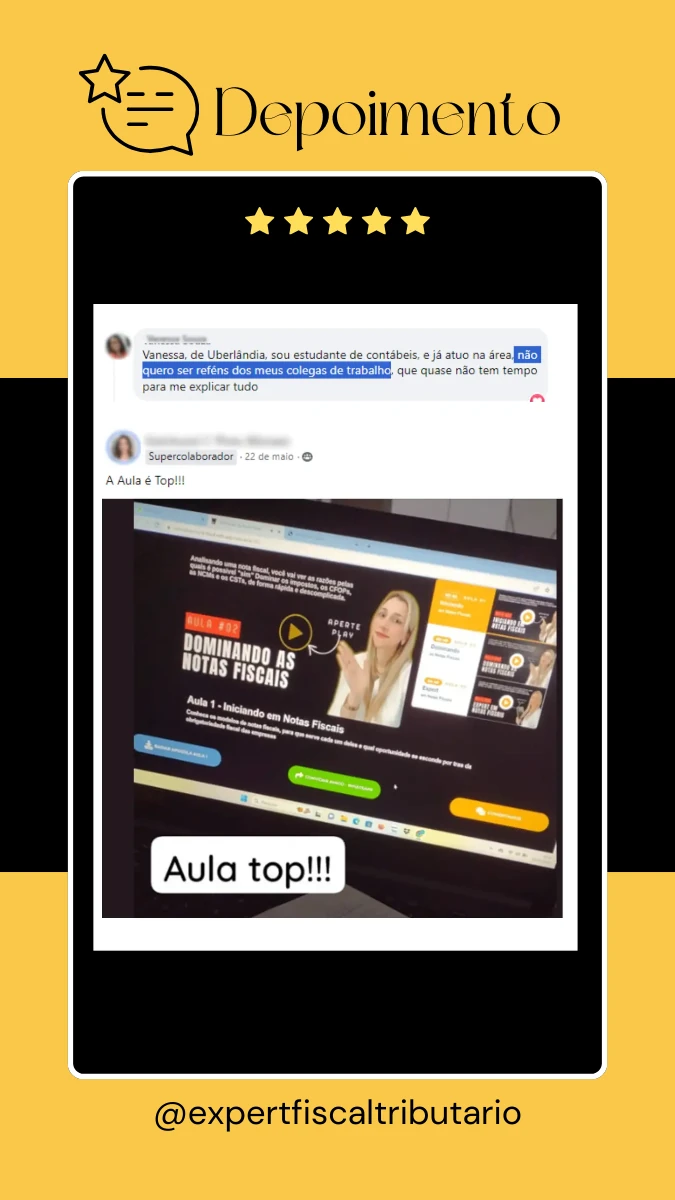 Depoimento
Vanessa, de Uberlândia, sou estudante de contábeis, e já atuo na área, não
quero ser reféns dos meus colegas de trabalho, que quase não tem tempo
para me explicar tudo
Supercolaborador · 22 de maio ·
A Aula é Top!!!
Analisando uma nota fiscal, você vai ver as razões pelas
quais é possível "sim" Dominar os impostos, os CFOPs,
os NCMs e os CSTs, de forma rápida e descomplicada.
AULA #02
DOMINANDO AS
NOTAS FISCAIS
APERTE
PLAY
Aula 1 - Iniciando em Notas Fiscais
Conheça os modelos de notas fiscais, para que serve cada um deles e qual oportunidade se esconde por trás da
obrigatoriedade fiscal das empresas
Iniciando
em Notas Fiscais
Dominando
as Notas Fiscais
Expert
em Notas Fiscais
INICIANDO EM
NOTAS FISCAIS
DOMINANDO AS
NOTAS FISCAIS
EXPERT EM
NOTAS FISCAIS
Aula top!!!
@expertfiscaltributario